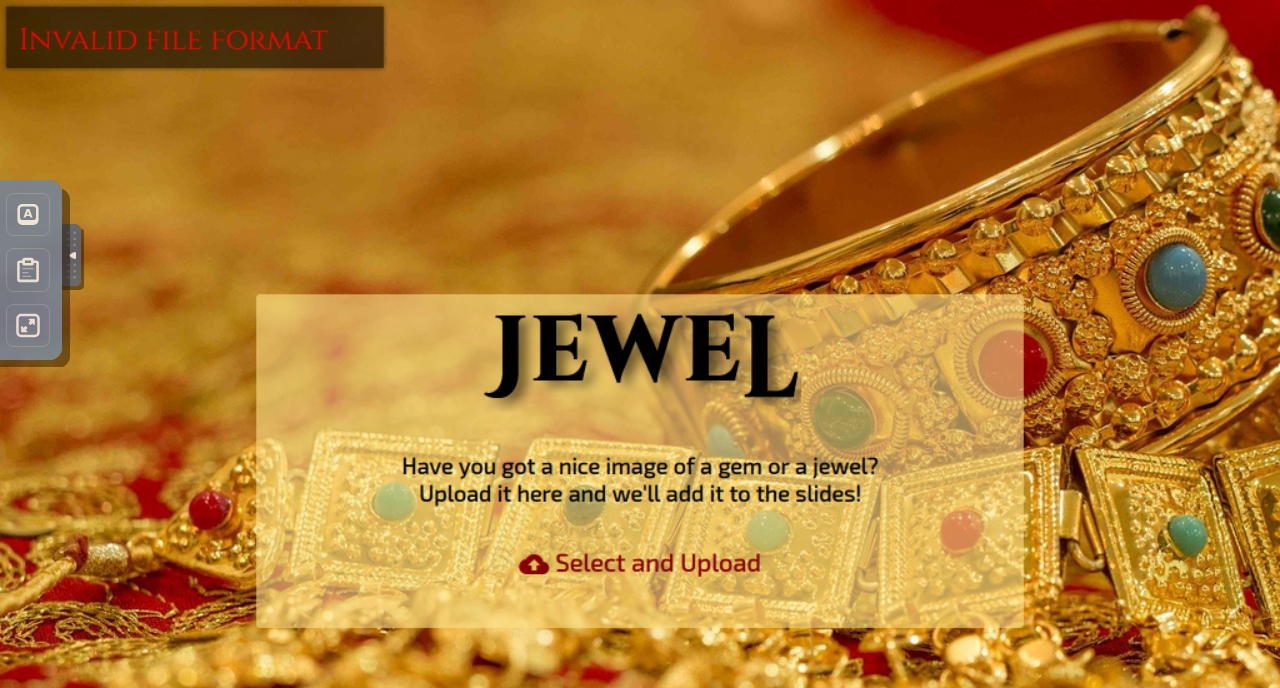 Invalid file format
JEWEL
Have you got a nice image of a gem or a jewel?
Upload it here and we'll add it to the slides!
Select and Upload